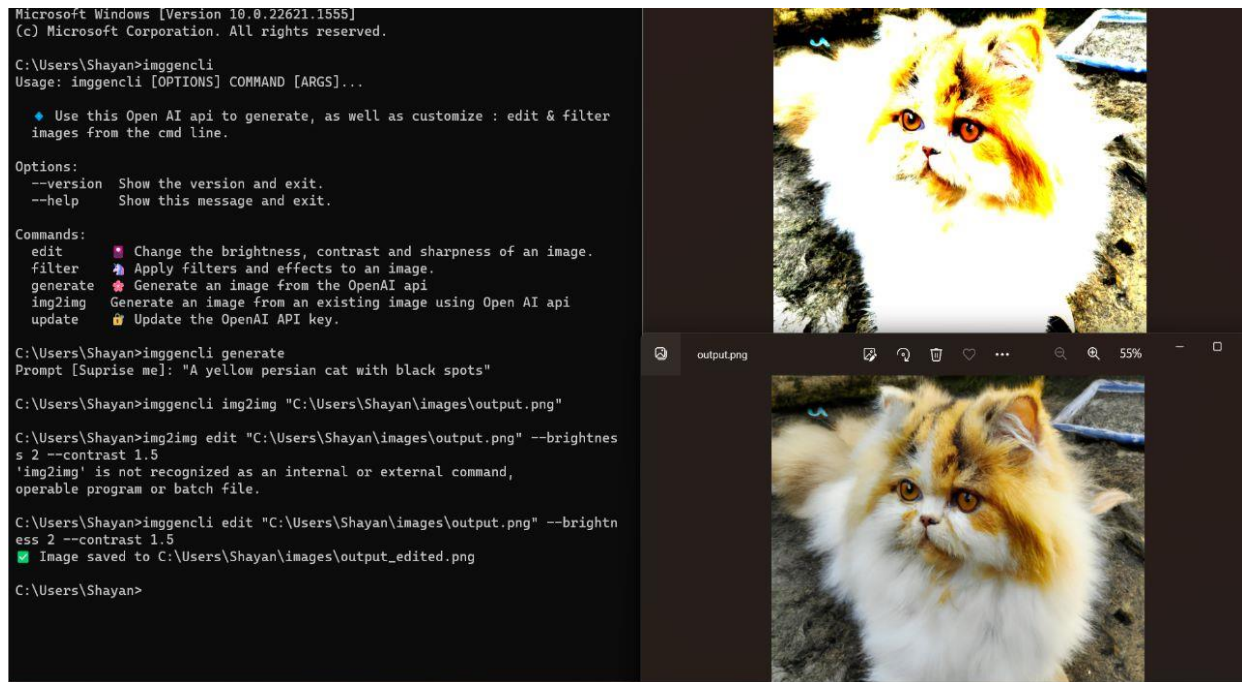 Microsoft Windows [Version 10.0.22621.1555]
(c) Microsoft Corporation. All rights reserved.
C:\Users\Shayan>imggencli
Usage: imggencli [OPTIONS] COMMAND [ARGS]...
Use this Open AI api to generate, as well as customize : edit & filter
images from the cmd line.
Options:
--version  Show the version and exit.
--help     Show this message and exit.
Commands:
edit      Change the brightness, contrast and sharpness of an image.
filter    Apply filters and effects to an image.
generate  Generate an image from the OpenAI api
img2img   Generate an image from an existing image using Open AI api
update    Update the OpenAI API key.
C:\Users\Shayan>imggencli generate
Prompt [Suprise me]: "A yellow persian cat with black spots"
C:\Users\Shayan>imggencli img2img "C:\Users\Shayan\images\output.png"
C:\Users\Shayan>img2img edit "C:\Users\Shayan\images\output.png" --brightnes
s 2 --contrast 1.5
'img2img' is not recognized as an internal or external command,
operable program or batch file.
C:\Users\Shayan>imggencli edit "C:\Users\Shayan\images\output.png" --brightn
ess 2 --contrast 1.5
Image saved to C:\Users\Shayan\images\output_edited.png
C:\Users\Shayan>
output.png
55%